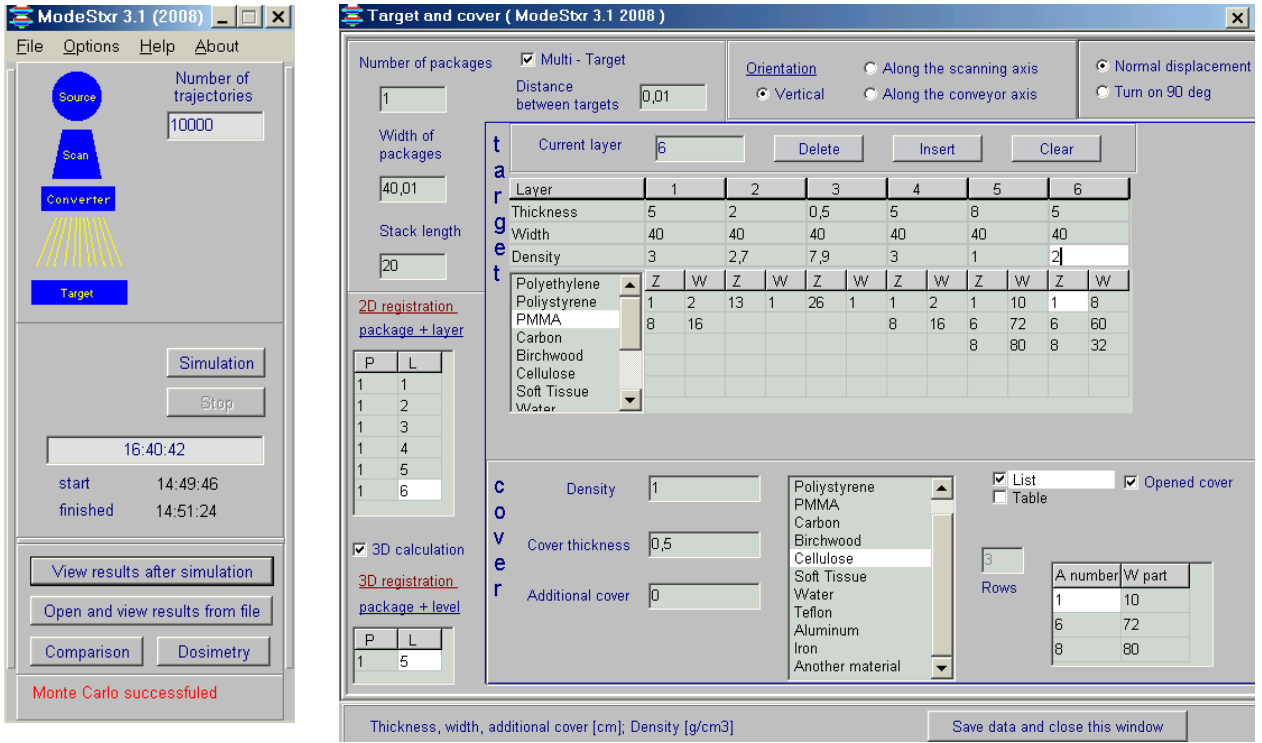 ModeStxr 3.1 (2008)
File Options Help About
Source
Scan
Converter
Target
Number of
trajectories
10000
Simulation
Stop
16:40:42
start 14:49:46
finished 14:51:24
View results after simulation
Open and view results from file
Comparison Dosimetry
Monte Carlo successfuled
Target and cover ( ModeStxr 3.1 2008 )
Number of packages
1
Width of
packages
40,01
Stack length
20
2D registration
package + layer
P L
1 1
1 2
1 3
1 4
1 5
1 6
3D calculation
3D registration
package + level
P L
1 5
Multi - Target
Distance
between targets 0,01
Orientation
Vertical
Along the scanning axis
Along the conveyor axis
Normal displacement
Turn on 90 deg
target
Current layer 6 Delete Insert Clear
Layer 1 2 3 4 5 6
Thickness 5 2 0,5 5 8 5
Width 40 40 40 40 40 40
Density 3 2,7 7,9 3 1 2
Polyethylene
Poliystyrene
PMMA
Carbon
Birchwood
Cellulose
Soft Tissue
Water
Z W Z W Z W Z W Z W Z W
1 2 13 1 26 1 1 2 1 10 1 8
8 16 8 16 6 72 6 60
8 80 8 32
cover
Density 1
Cover thickness 0,5
Additional cover 0
Poliystyrene
PMMA
Carbon
Birchwood
Cellulose
Soft Tissue
Water
Teflon
Aluminum
Iron
Another material
List
Table
Opened cover
3
Rows
A number W part
1 10
6 72
8 80
Thickness, width, additional cover [cm]; Density [g/cm3]
Save data and close this window